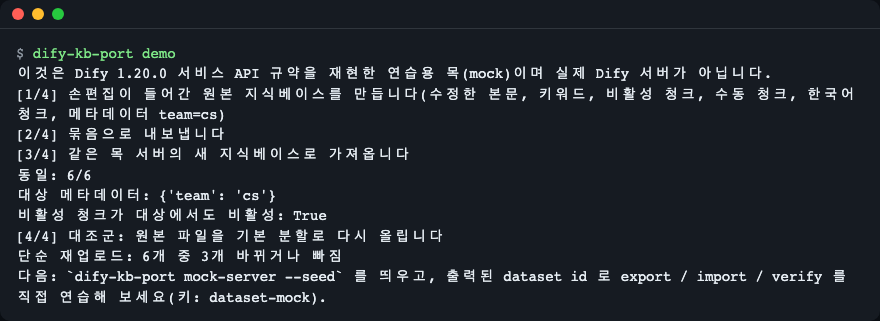 $ dify-kb-port demo
이것은 Dify 1.20.0 서비스 API 규약을 재현한 연습용 목(mock)이며 실제 Dify 서버가 아닙니다.
[1/4] 손편집이 들어간 원본 지식베이스를 만듭니다(수정한 본문, 키워드, 비활성 청크, 수동 청크, 한국어
청크, 메타데이터 team=cs)
[2/4] 묶음으로 내보냅니다
[3/4] 같은 목 서버의 새 지식베이스로 가져옵니다
동일: 6/6
대상 메타데이터: {'team': 'cs'}
비활성 청크가 대상에서도 비활성: True
[4/4] 대조군: 원본 파일을 기본 분할로 다시 올립니다
단순 재업로드: 6개 중 3개 바뀌거나 빠짐
다음: `dify-kb-port mock-server --seed` 를 띄우고, 출력된 dataset id 로 export / import / verify 를
직접 연습해 보세요(키: dataset-mock).